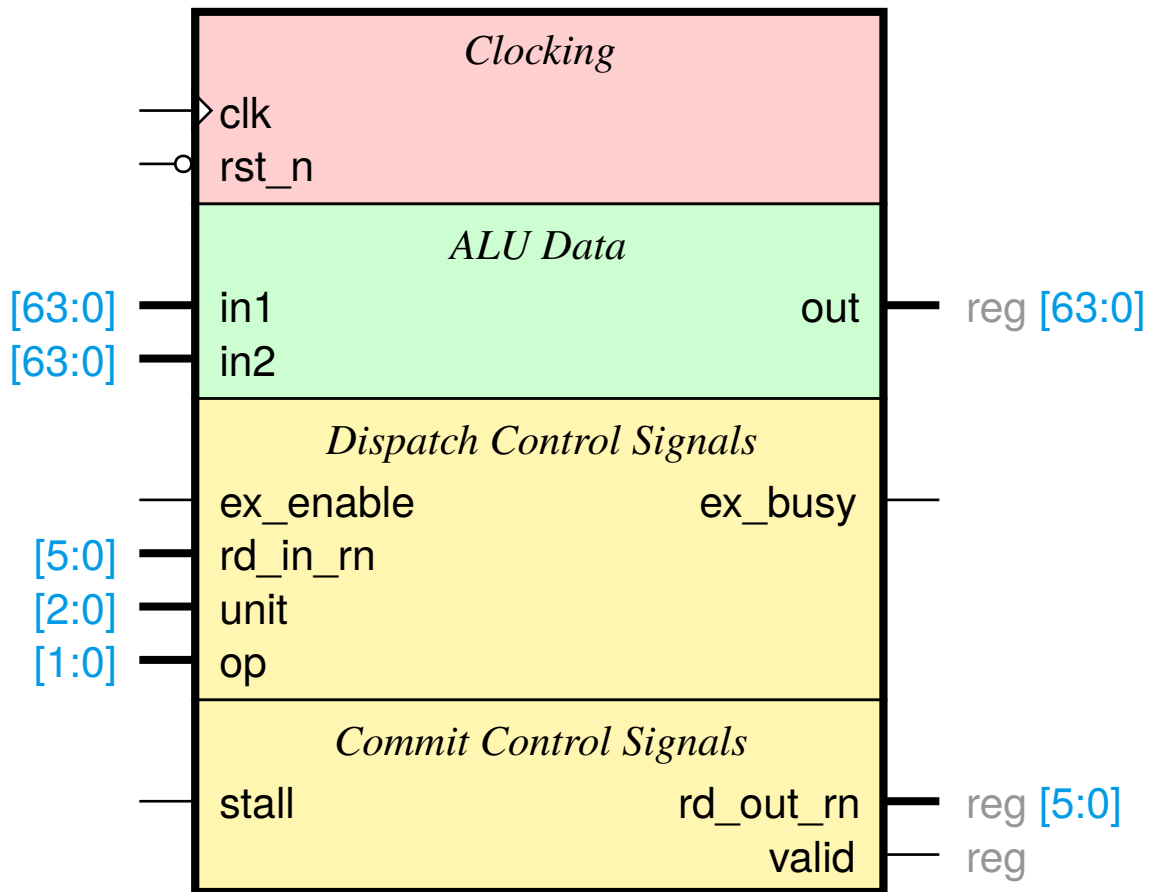 Clocking
clk
rst_n
ALU Data
[63:0] in1 out reg [63:0]
[63:0] in2
Dispatch Control Signals
ex_enable ex_busy
[5:0] rd_in_rn
[2:0] unit
[1:0] op
Commit Control Signals
stall rd_out_rn reg [5:0]
valid reg